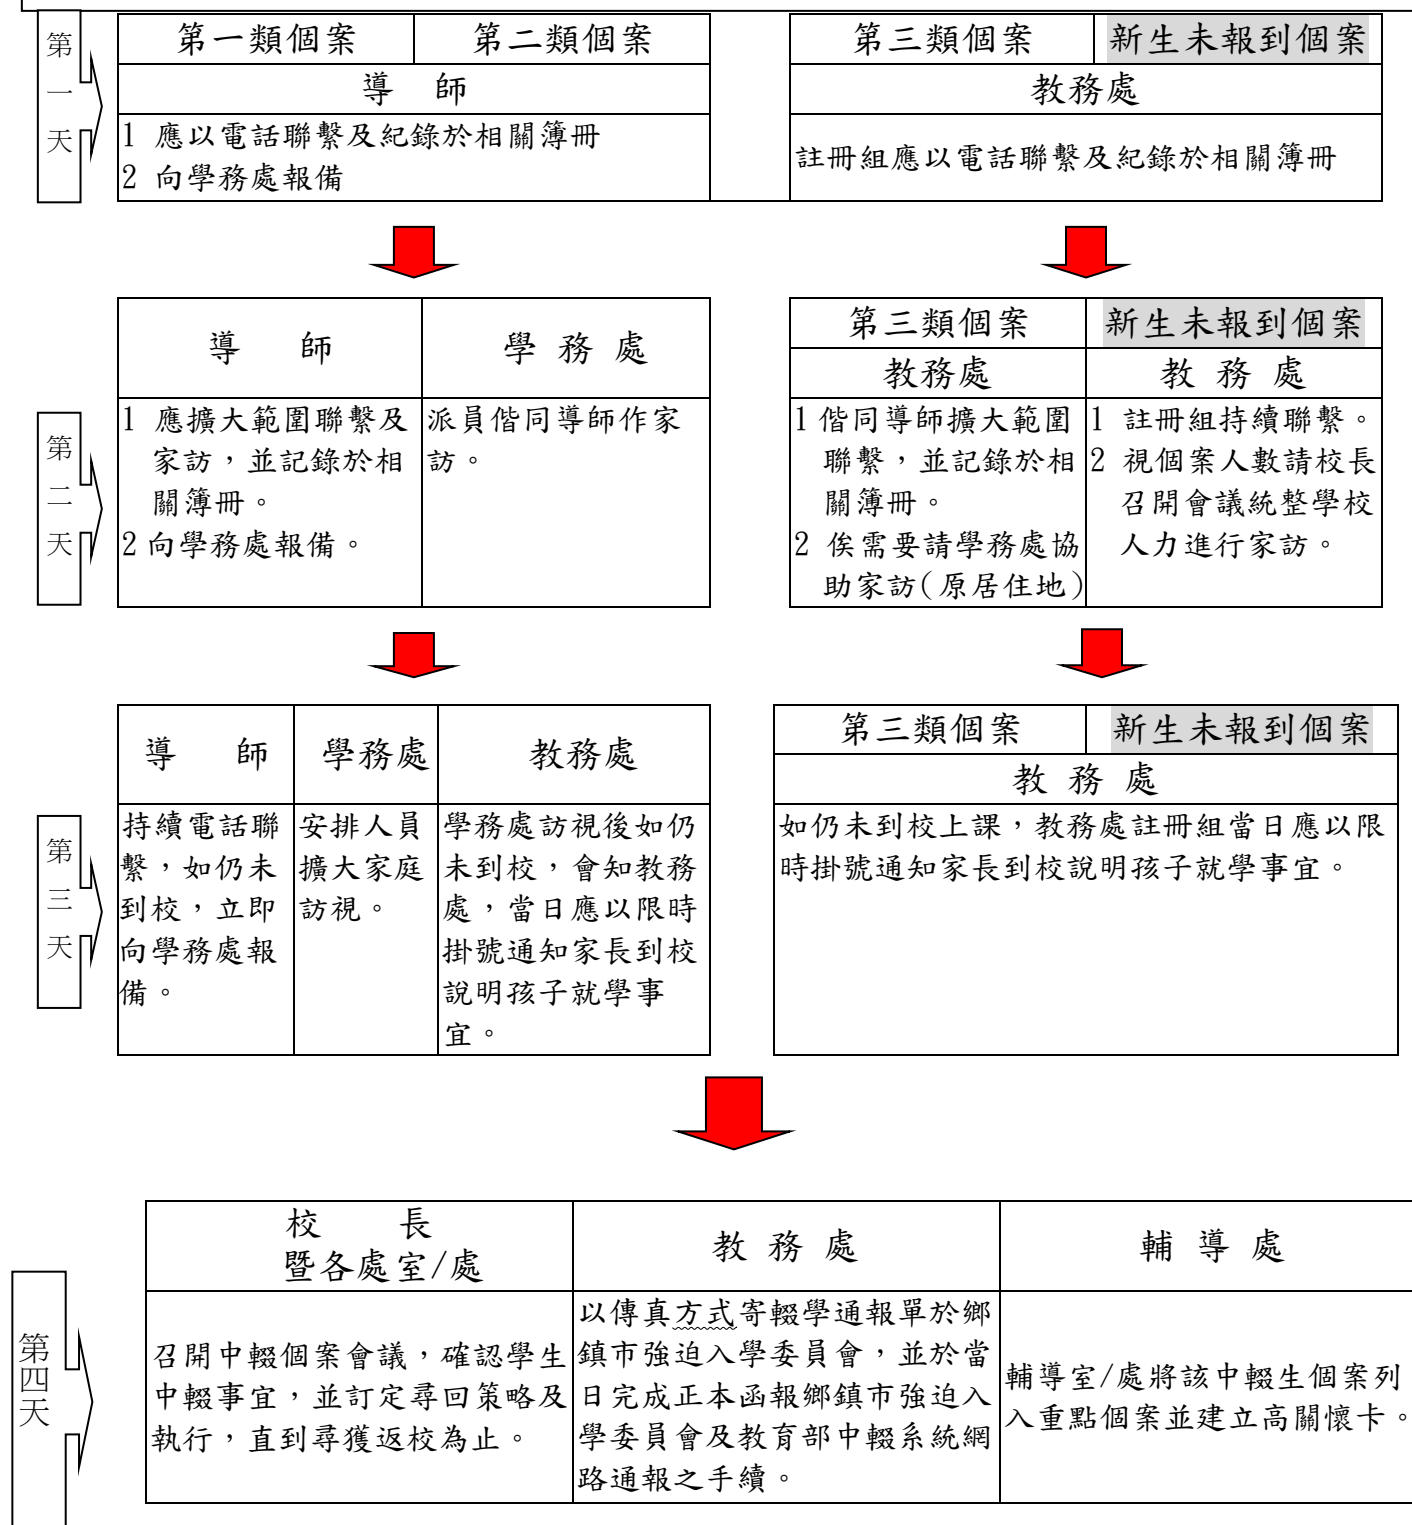 第一天
第一類個案
第二類個案
導 師
1 應以電話聯繫及紀錄於相關簿冊
2 向學務處報備
第三類個案
新生未報到個案
教務處
註冊組應以電話聯繫及紀錄於相關簿冊
第二天
導 師
1 應擴大範圍聯繫及
家訪,並記錄於相
關簿冊。
2向學務處報備。
學 務 處
派員偕同導師作家
訪。
第三類個案
教務處
1偕同導師擴大範圍
聯繫,並記錄於相
關簿冊。
2 俟需要請學務處協
助家訪(原居住地)
新生未報到個案
教 務 處
1 註冊組持續聯繫。
2 視個案人數請校長
召開會議統整學校
人力進行家訪。
第三天
導 師
持續電話聯
繫,如仍未
到校,立即
向學務處報
備。
學務處
安排人員
擴大家庭
訪視。
教務處
學務處訪視後如仍
未到校,會知教務
處,當日應以限時
掛號通知家長到校
說明孩子就學事
宜。
第三類個案
新生未報到個案
教 務 處
如仍未到校上課,教務處註冊組當日應以限
時掛號通知家長到校說明孩子就學事宜。
第四天
校 長
暨各處室/處
召開中輟個案會議,確認學生
中輟事宜,並訂定尋回策略及
執行,直到尋獲返校為止。
教 務 處
以傳真方式寄輟學通報單於鄉
鎮市強迫入學委員會,並於當
日完成正本函報鄉鎮市強迫入
學委員會及教育部中輟系統網
路通報之手續。
輔 導 處
輔導室/處將該中輟生個案列
入重點個案並建立高關懷卡。